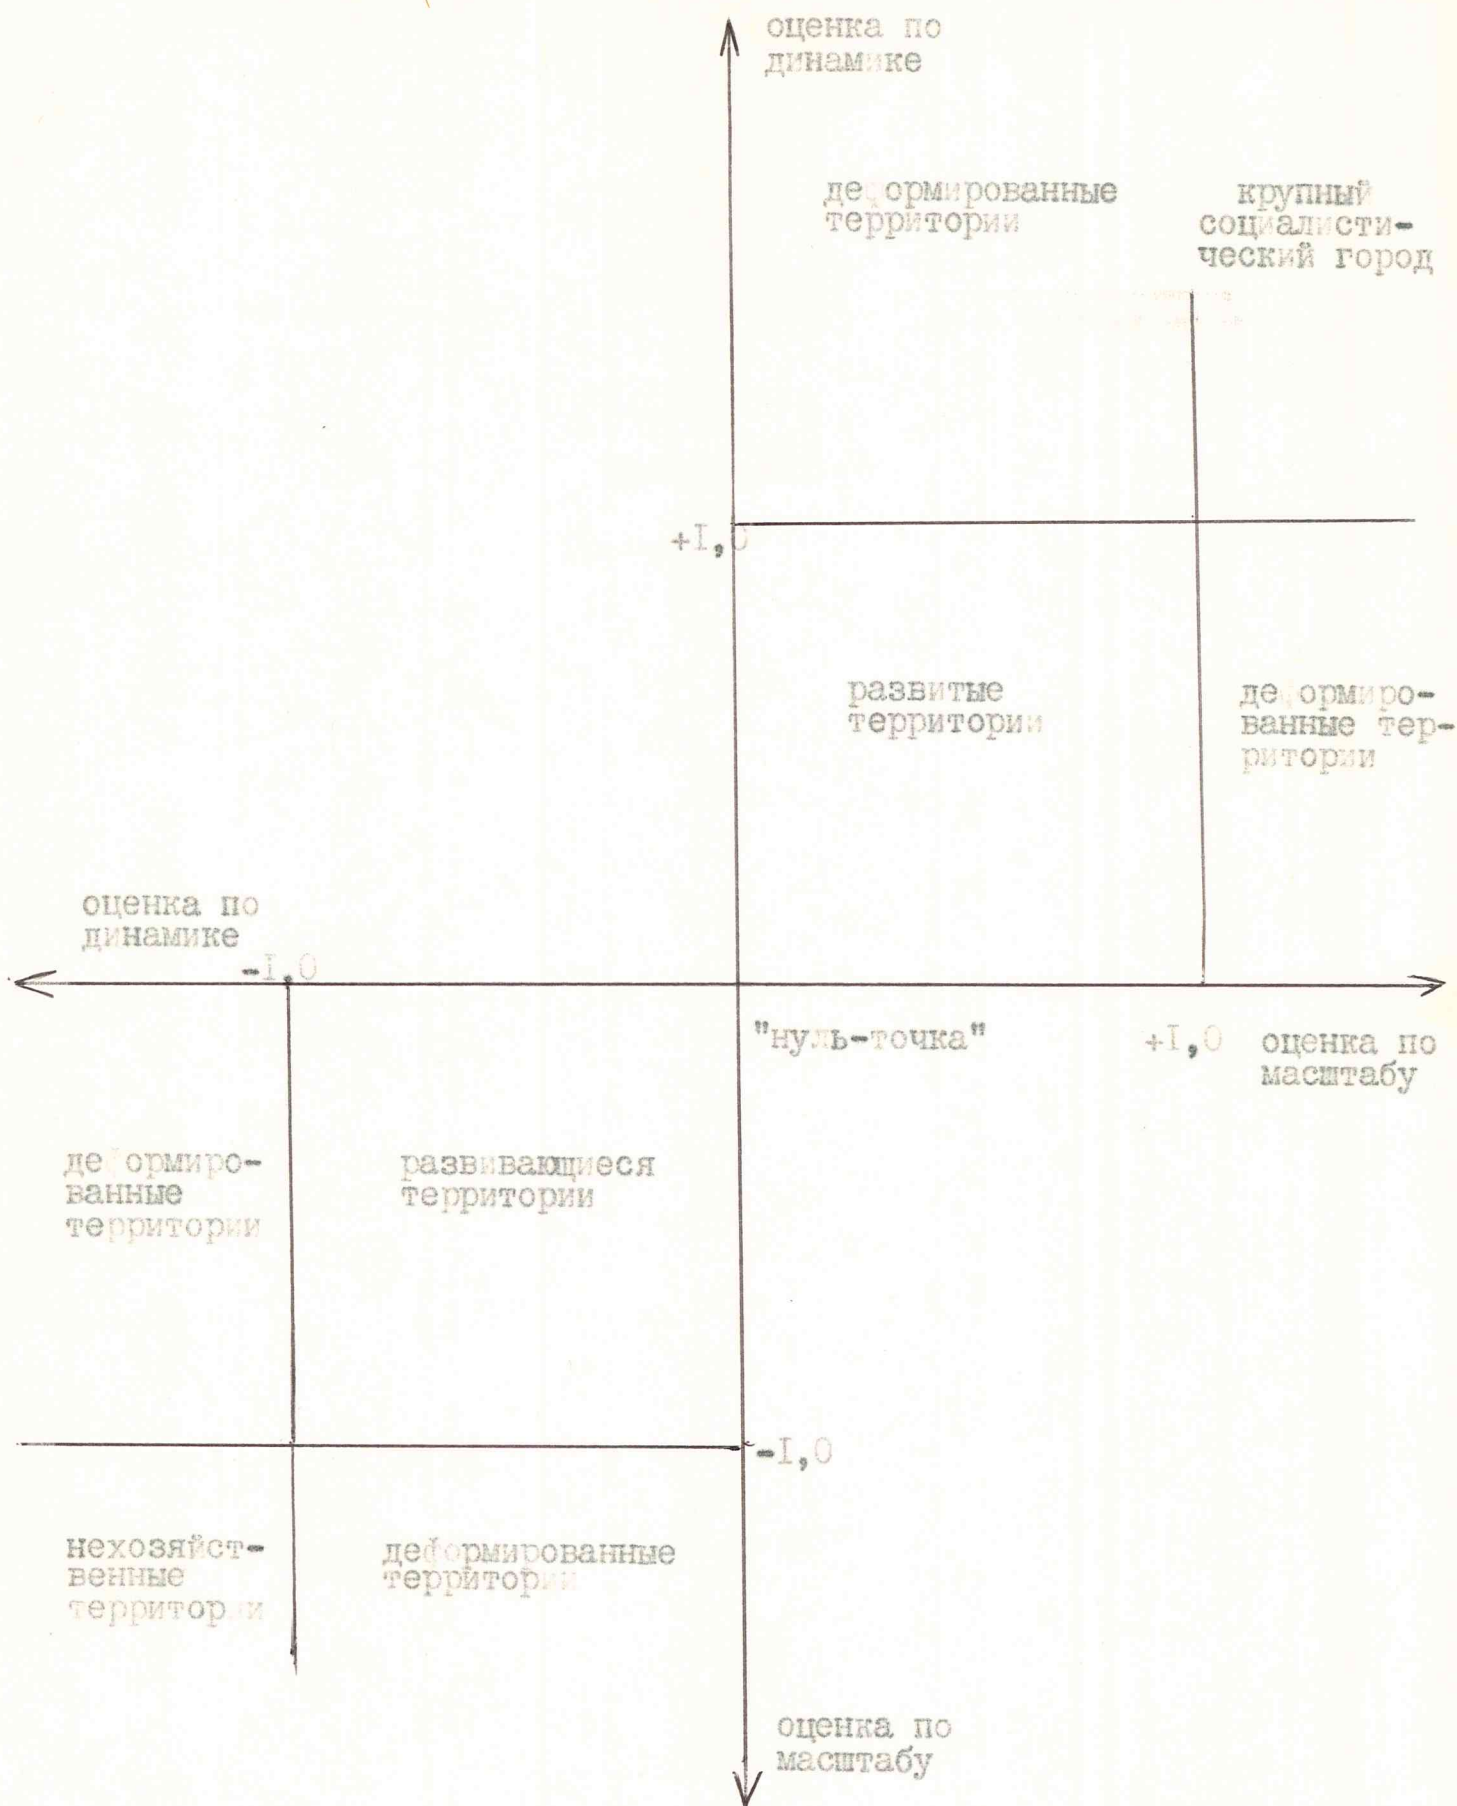 оценка по
динамике
деформированные
территории
крупный
социалисти-
ческий город
+I,0
развитые
территории
деформиро-
ванные тер-
ритории
оценка по
динамике
-I,0
"нуль-точка"
+I,0
оценка по
масштабу
деформиро-
ванные
территории
развивающиеся
территории
-I,0
нехозяйст-
венные
территории
деформированные
территории
оценка по
масштабу